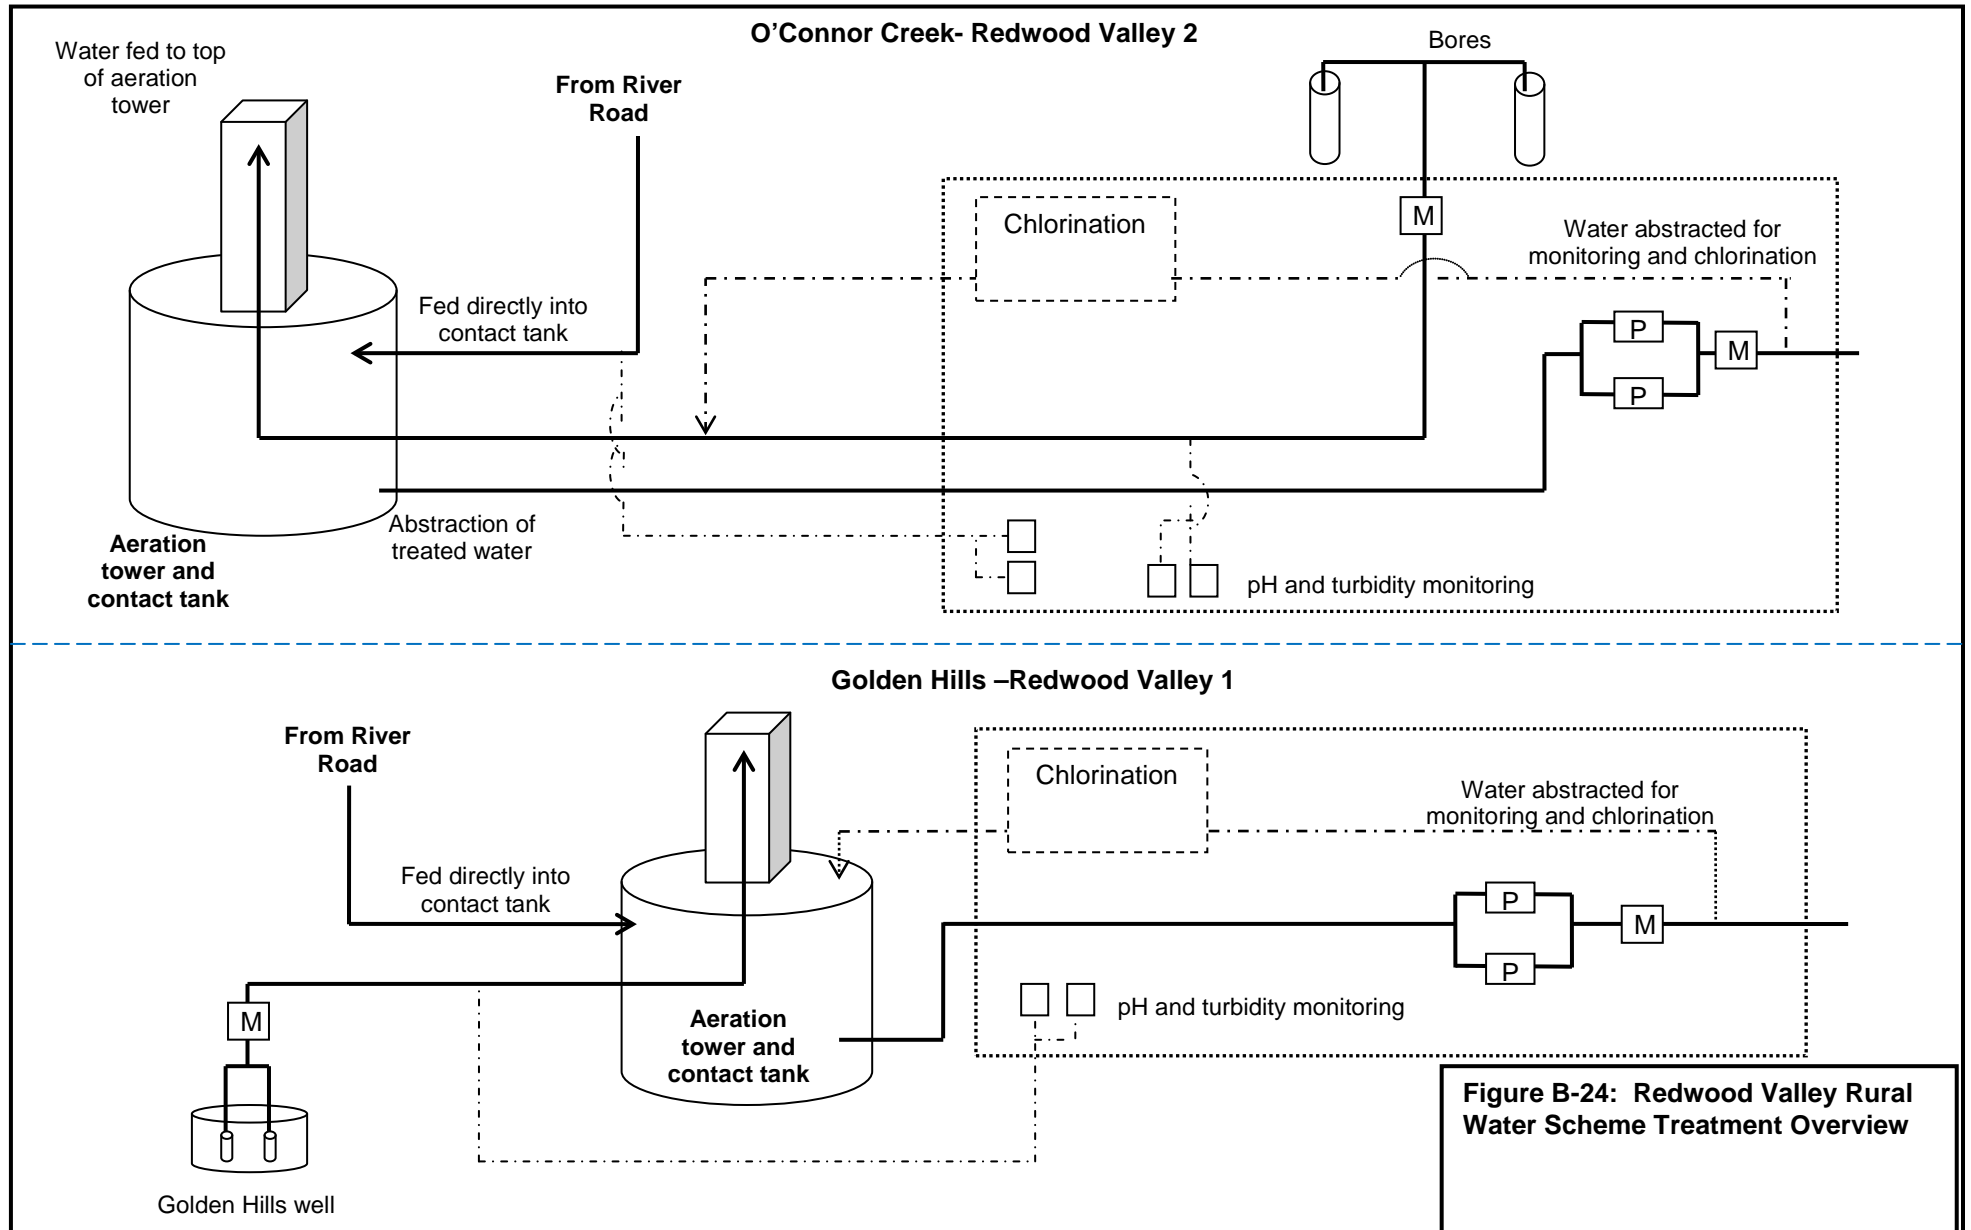 O’Connor Creek- Redwood Valley 2
Water fed to top
of aeration
tower
From River
Road
Bores
M
Chlorination
Water abstracted for
monitoring and chlorination
Fed directly into
contact tank
P
M
P
Abstraction of
treated water
Aeration
tower and
contact tank
pH and turbidity monitoring
Golden Hills –Redwood Valley 1
From River
Road
Chlorination
Water abstracted for
monitoring and chlorination
Fed directly into
contact tank
P
M
P
M
Aeration
tower and
contact tank
pH and turbidity monitoring
Golden Hills well
Figure B-24: Redwood Valley Rural
Water Scheme Treatment Overview